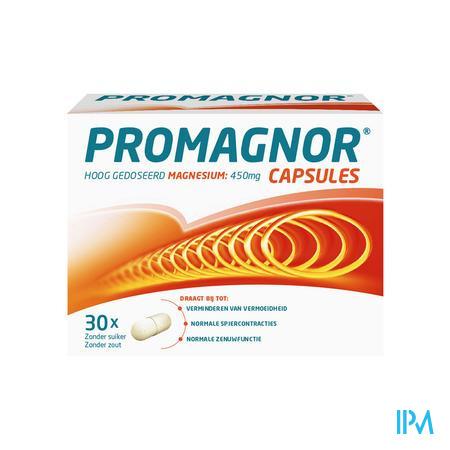 PROMAGNOR®
PROMAGNOR®
HOOG GEDOSEERD MAGNESIUM: 450mg CAPSULES
DRAAGT BIJ TOT:
VERMINDEREN VAN VERMOEIDHEID
NORMALE SPIERCONTRACTIES
NORMALE ZENUWFUNCTIE
30x
Zonder suiker
Zonder zout
IPM